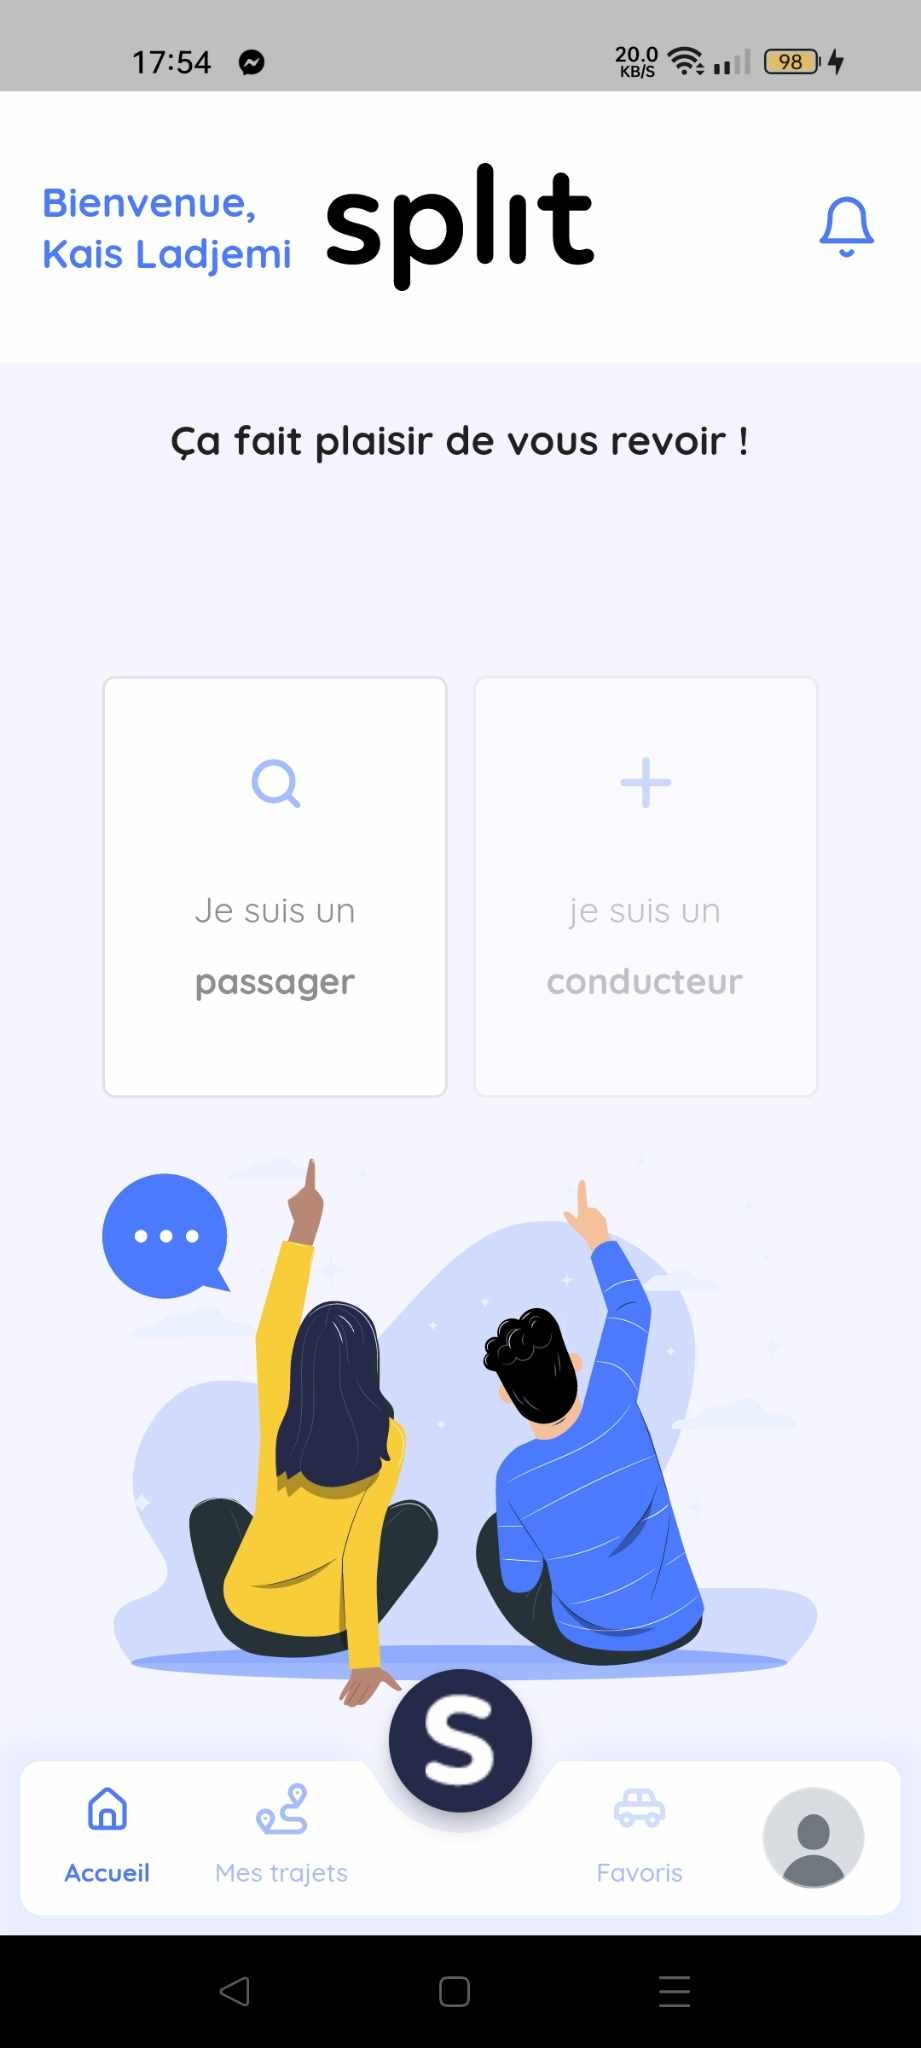 17:54
20.0
KB/S
98
Bienvenue,
Kais Ladjemi
split
Ça fait plaisir de vous revoir !
Je suis un
passager
je suis un
conducteur
S
Accueil
Mes trajets
Favoris